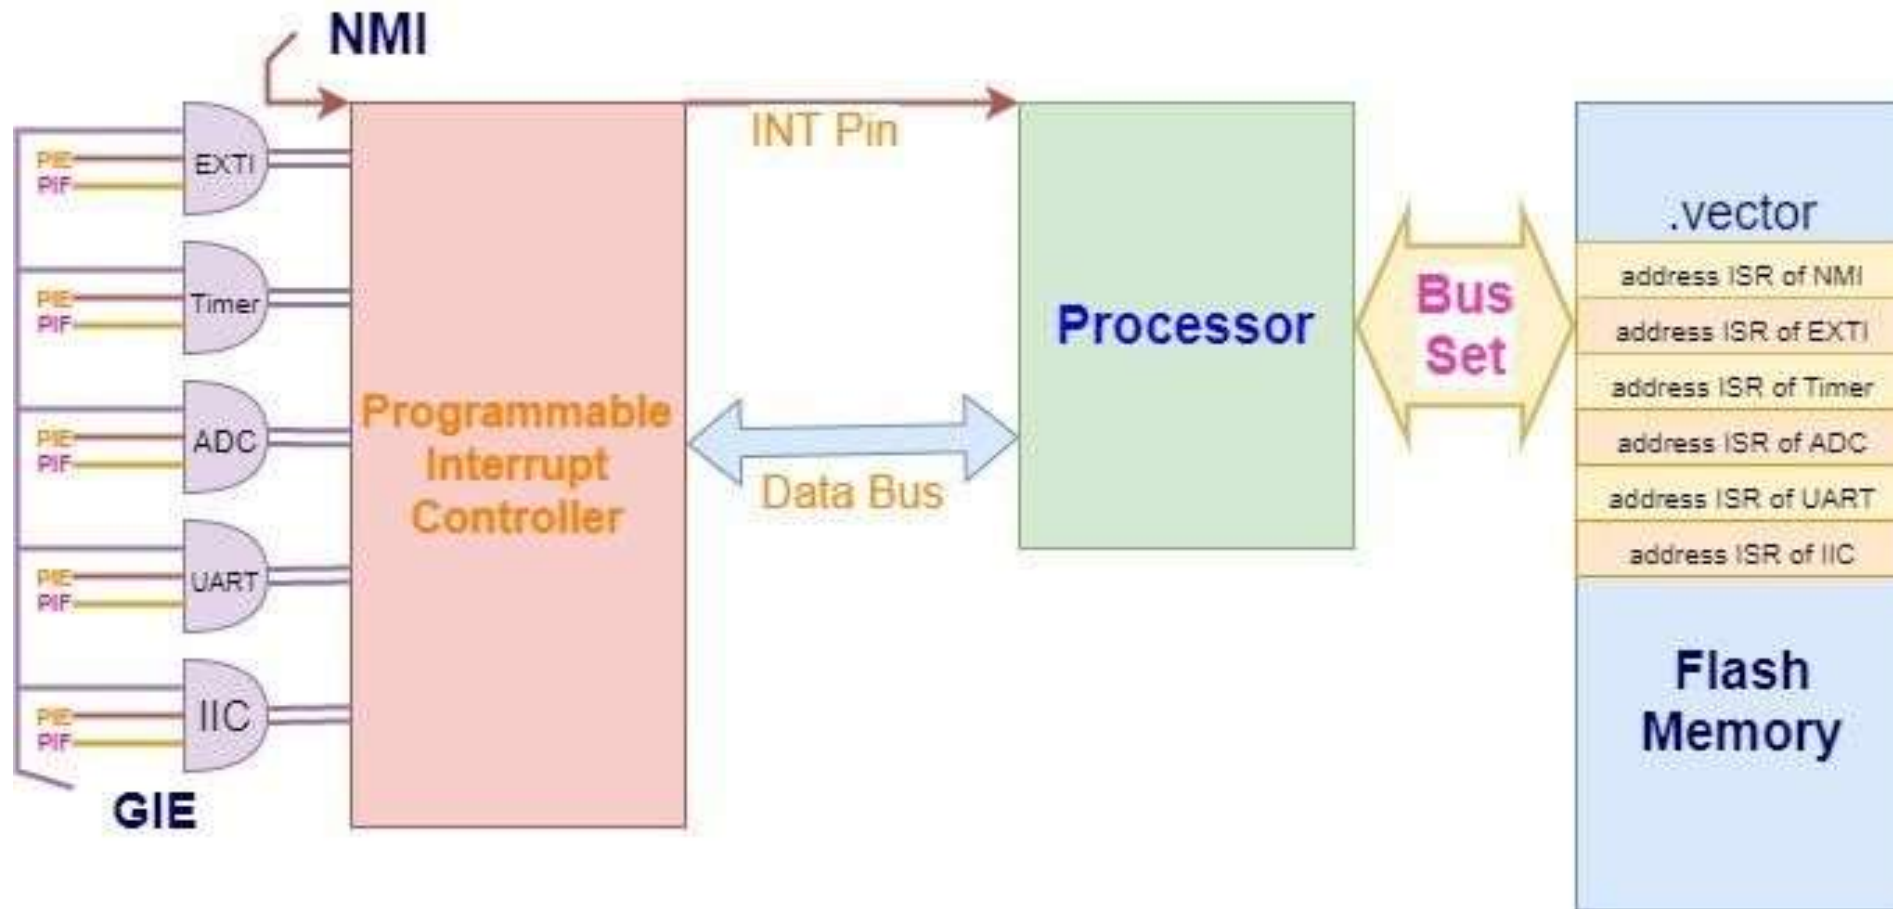 NMI
INT Pin
EXTI
PIE
PIF
Timer
PIE
PIF
ADC
PIE
PIF
UART
PIE
PIF
IIC
PIE
PIF
GIE
Programmable
Interrupt
Controller
Data Bus
Processor
Bus
Set
.vector
address ISR of NMI
address ISR of EXTI
address ISR of Timer
address ISR of ADC
address ISR of UART
address ISR of IIC
Flash
Memory